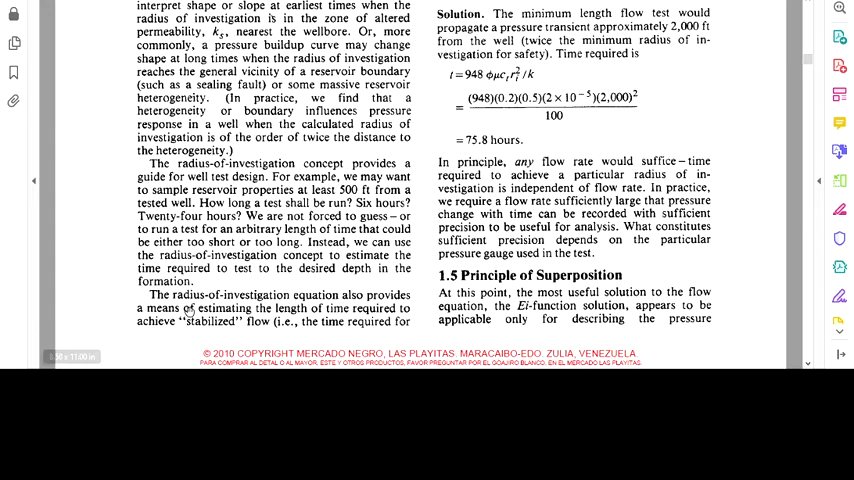 interpret shape or slope at earliest times when the
radius of investigation is in the zone of altered
permeability, ks, nearest the wellbore. Or, more
commonly, a pressure buildup curve may change
shape at long times when the radius of investigation
reaches the general vicinity of a reservoir boundary
(such as a sealing fault) or some massive reservoir
heterogeneity. (In practice, we find that a
heterogeneity or boundary influences pressure
response in a well when the calculated radius of
investigation is of the order of twice the distance to
the heterogeneity.)
The radius-of-investigation concept provides a
guide for well test design. For example, we may want
to sample reservoir properties at least 500 ft from a
tested well. How long a test shall be run? Six hours?
Twenty-four hours? We are not forced to guess – or
to run a test for an arbitrary length of time that could
be either too short or too long. Instead, we can use
the radius-of-investigation concept to estimate the
time required to test to the desired depth in the
formation.
The radius-of-investigation equation also provides
a means of estimating the length of time required to
achieve "stabilized" flow (i.e., the time required for
Solution. The minimum length flow test would
propagate a pressure transient approximately 2,000 ft
from the well (twice the minimum radius of in-
vestigation for safety). Time required is
t = 948 ϕμcₜrᵢ²/k
= (948)(0.2)(0.5)(2 × 10⁻⁵)(2,000)²
100
= 75.8 hours.
In principle, any flow rate would suffice – time
required to achieve a particular radius of in-
vestigation is independent of flow rate. In practice,
we require a flow rate sufficiently large that pressure
change with time can be recorded with sufficient
precision to be useful for analysis. What constitutes
sufficient precision depends on the particular
pressure gauge used in the test.
1.5 Principle of Superposition
At this point, the most useful solution to the flow
equation, the Ei-function solution, appears to be
applicable only for describing the pressure
8.50 x 11.00 in
© 2010 COPYRIGHT MERCADO NEGRO, LAS PLAYITAS. MARACAIBO-EDO. ZULIA, VENEZUELA.
PARA COMPRAR AL DETAL O AL MAYOR, ESTE Y OTROS PRODUCTOS, FAVOR PREGUNTAR POR EL GOAJIRO BLANCO, EN EL MERCADO LAS PLAYITAS.